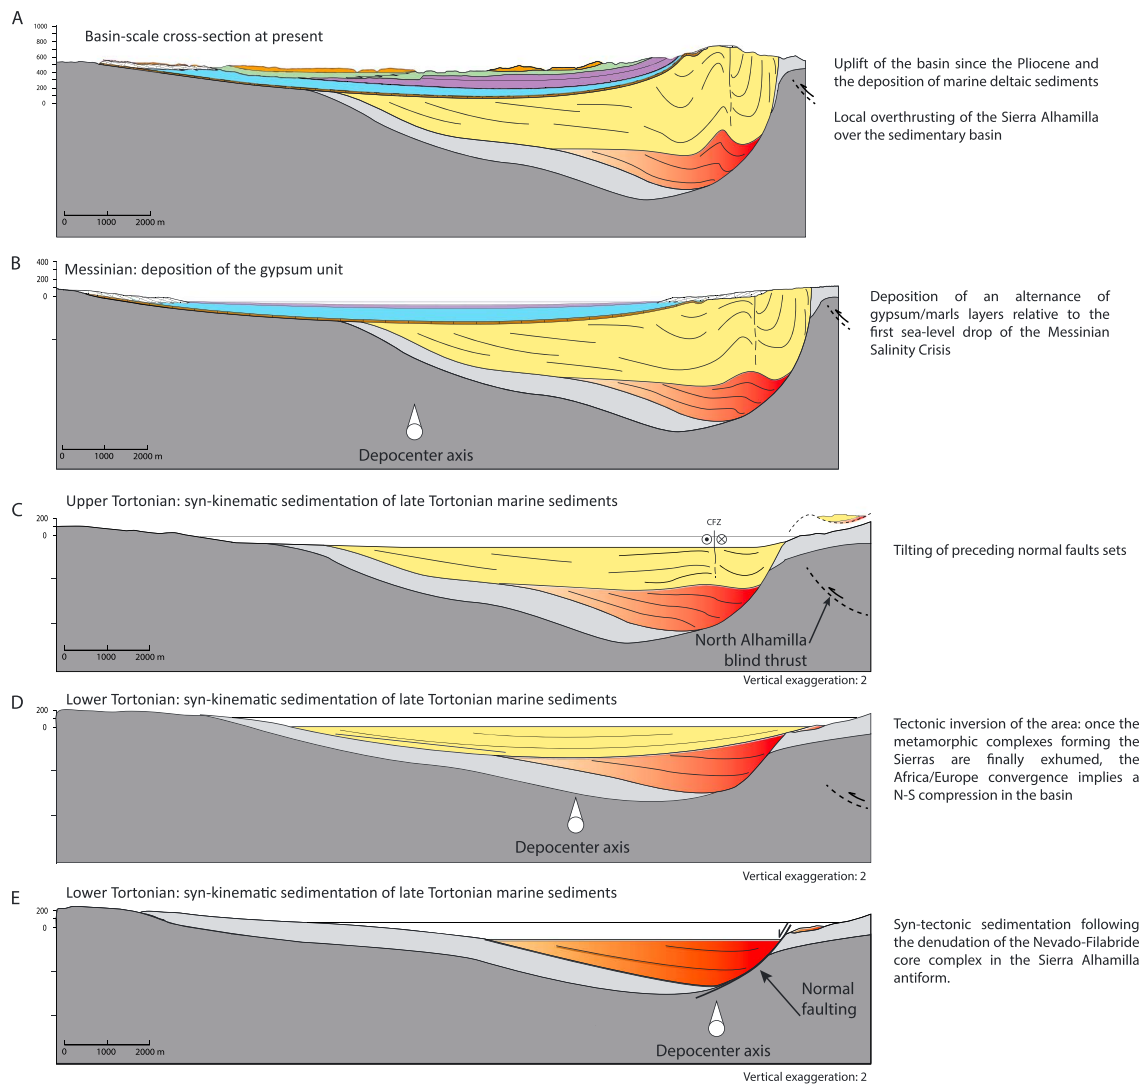 A
Basin-scale cross-section at present
1000
800
600
400
200
0
0 1000 2000 m
Uplift of the basin since the Pliocene and
the deposition of marine deltaic sediments
Local overthrusting of the Sierra Alhamilla
over the sedimentary basin
B
Messinian: deposition of the gypsum unit
400
200
0
0 1000 2000 m
Depocenter axis
Deposition of an alternance of
gypsum/marls layers relative to the
first sea-level drop of the Messinian
Salinity Crisis
C
Upper Tortonian: syn-kinematic sedimentation of late Tortonian marine sediments
200
0
CFZ
0 1000 2000 m
North Alhamilla
blind thrust
Tilting of preceding normal faults sets
Vertical exaggeration: 2
D
Lower Tortonian: syn-kinematic sedimentation of late Tortonian marine sediments
200
0
Depocenter axis
Tectonic inversion of the area: once the
metamorphic complexes forming the
Sierras are finally exhumed, the
Africa/Europe convergence implies a
N-S compression in the basin
Vertical exaggeration: 2
E
Lower Tortonian: syn-kinematic sedimentation of late Tortonian marine sediments
200
0
Normal
faulting
0 1000 2000 m
Depocenter axis
Syn-tectonic sedimentation following
the denudation of the Nevado-Filabride
core complex in the Sierra Alhamilla
antiform.
Vertical exaggeration: 2